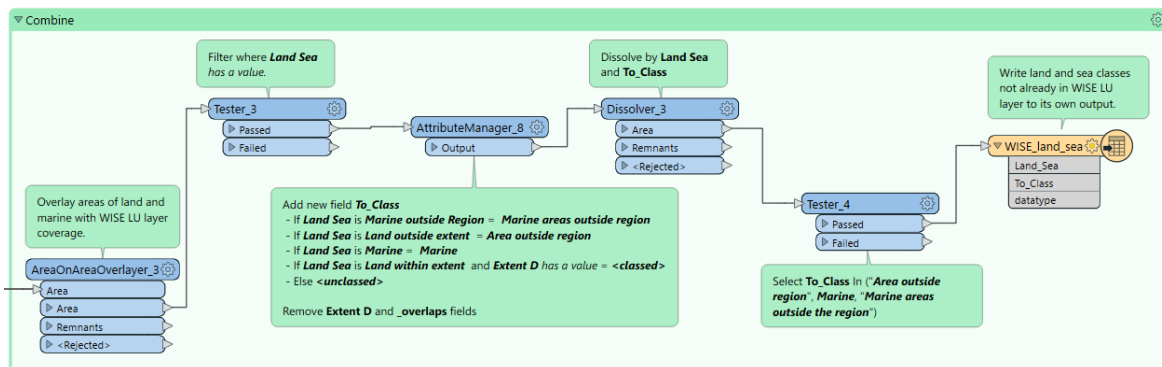 Combine
Filter where Land Sea
has a value.
Tester_3
Passed
Failed
AttributeManager_8
Output
Dissolve by Land Sea
and To_Class
Dissolver_3
Area
Remnants
<Rejected>
Write land and sea classes
not already in WISE LU
layer to its own output.
WISE_land_sea
Land_Sea
To_Class
datatype
Overlay areas of land and
marine with WISE LU layer
coverage.
AreaOnAreaOverlayer_3
Area
Area
Remnants
<Rejected>
Add new field To_Class
- If Land Sea is Marine outside Region = Marine areas outside region
- If Land Sea is Land outside extent = Area outside region
- If Land Sea is Marine = Marine
- If Land Sea is Land within extent and Extent D has a value = <classed>
- Else <unclassed>
Remove Extent D and _overlaps fields
Tester_4
Passed
Failed
Select To_Class In ("Area outside
region", Marine, "Marine areas
outside the region")